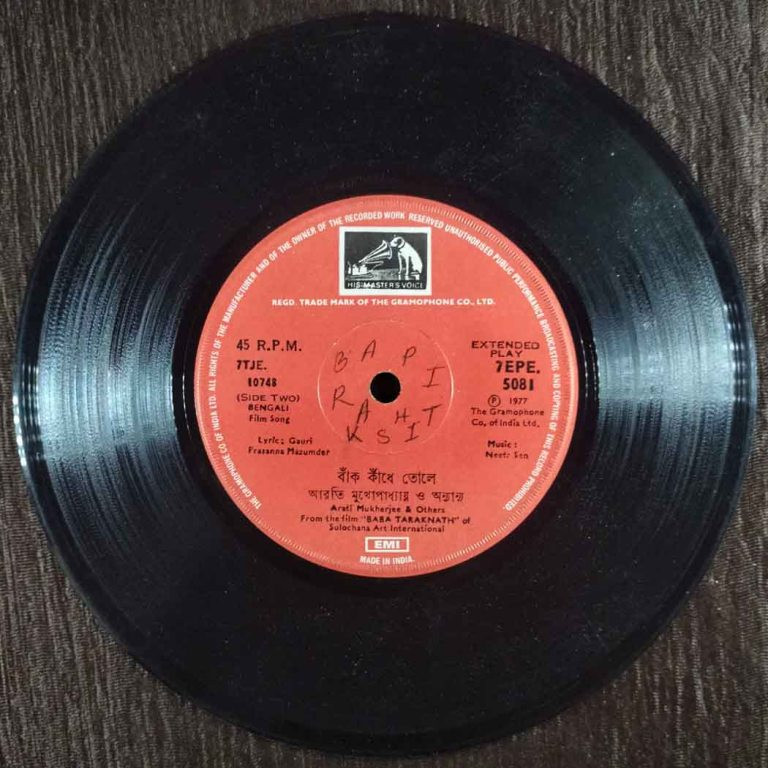 THE GRAMOPHONE CO. OF INDIA LTD. ALL RIGHTS OF THE MANUFACTURER AND OF THE OWNER OF THE RECORDED WORK RESERVED UNAUTHORISED PUBLIC PERFORMANCE BROADCASTING AND COPYING OF THIS RECORD PROHIBITED.
HIS MASTER'S VOICE
REGD. TRADE MARK OF THE GRAMOPHONE CO., LTD.
45 R.P.M.
7TJE.
10748
(SIDE TWO)
BENGALI
Film Song
Lyric; Gauri
Prasanna Mazumder
BAPI
RAKSHIT
EXTENDED
PLAY
7EPE.
5081
Ⓟ 1977
The Gramophone
Co, of India Ltd.
Music :
Neeta Sen
বাঁক কাঁধে তোলে
আরতি মুখোপাধ্যায় ও অন্যান্য
Arati Mukherjee & Others
From the film "BABA TARAKNATH" of
Sulochana Art International
EMI
MADE IN INDIA.